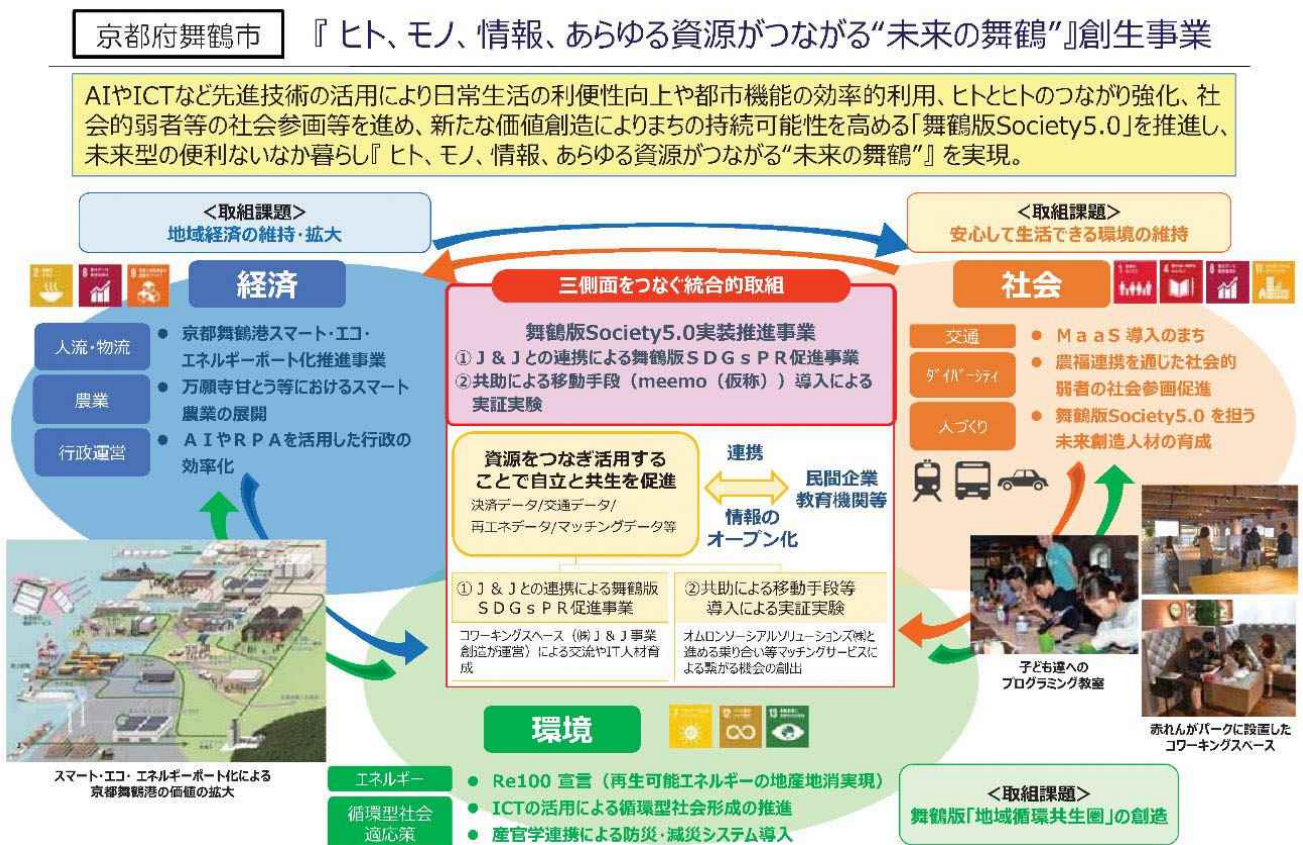 京都府舞鶴市
『 ヒト、モノ、情報、あらゆる資源がつながる“未来の舞鶴”』創生事業
AIやICTなど先進技術の活用により日常生活の利便性向上や都市機能の効率的利用、ヒトとヒトのつながり強化、社
会的弱者等の社会参画等を進め、新たな価値創造によりまちの持続可能性を高める「舞鶴版Society5.0」を推進し、
未来型の便利ないなか暮らし『 ヒト、モノ、情報、あらゆる資源がつながる“未来の舞鶴”』 を実現。
＜取組課題＞
地域経済の維持・拡大
＜取組課題＞
安心して生活できる環境の維持
経済
人流・物流
農業
行政運営
● 京都舞鶴港スマート・エコ・
エネルギーポート化推進事業
● 万願寺甘とう等におけるスマート
農業の展開
● ＡＩやＲＰＡを活用した行政の
効率化
三側面をつなぐ統合的取組
舞鶴版Society5.0実装推進事業
①Ｊ＆Ｊとの連携による舞鶴版ＳＤＧｓＰＲ促進事業
②共助による移動手段（meemo（仮称））導入による
実証実験
資源をつなぎ活用する
ことで自立と共生を促進
決済データ/交通データ/
再エネデータ/マッチングデータ等
連携
情報の
オープン化
民間企業
教育機関等
①Ｊ＆Ｊとの連携による舞鶴版
ＳＤＧｓＰＲ促進事業
コワーキングスペース（㈱Ｊ＆Ｊ事業
創造が運営）による交流やIT人材育
成
②共助による移動手段等
導入による実証実験
オムロンソーシアルソリューションズ㈱と
進める乗り合い等マッチングサービスによ
る繋がる機会の創出
社会
交通
ダイバーシティ
人づくり
● ＭａａＳ 導入のまち
● 農福連携を通じた社会的
弱者の社会参画促進
● 舞鶴版Society5.0 を担う
未来創造人材の育成
子ども達への
プログラミング教室
赤れんがパークに設置した
コワーキングスペース
スマート・エコ・ エネルギーポート化による
京都舞鶴港の価値の拡大
環境
エネルギー
循環型社会
適応策
● Re100 宣言（再生可能エネルギーの地産地消実現）
● ICTの活用による循環型社会形成の推進
● 産官学連携による防災・減災システム導入
＜取組課題＞
舞鶴版「地域循環共生圏」の創造